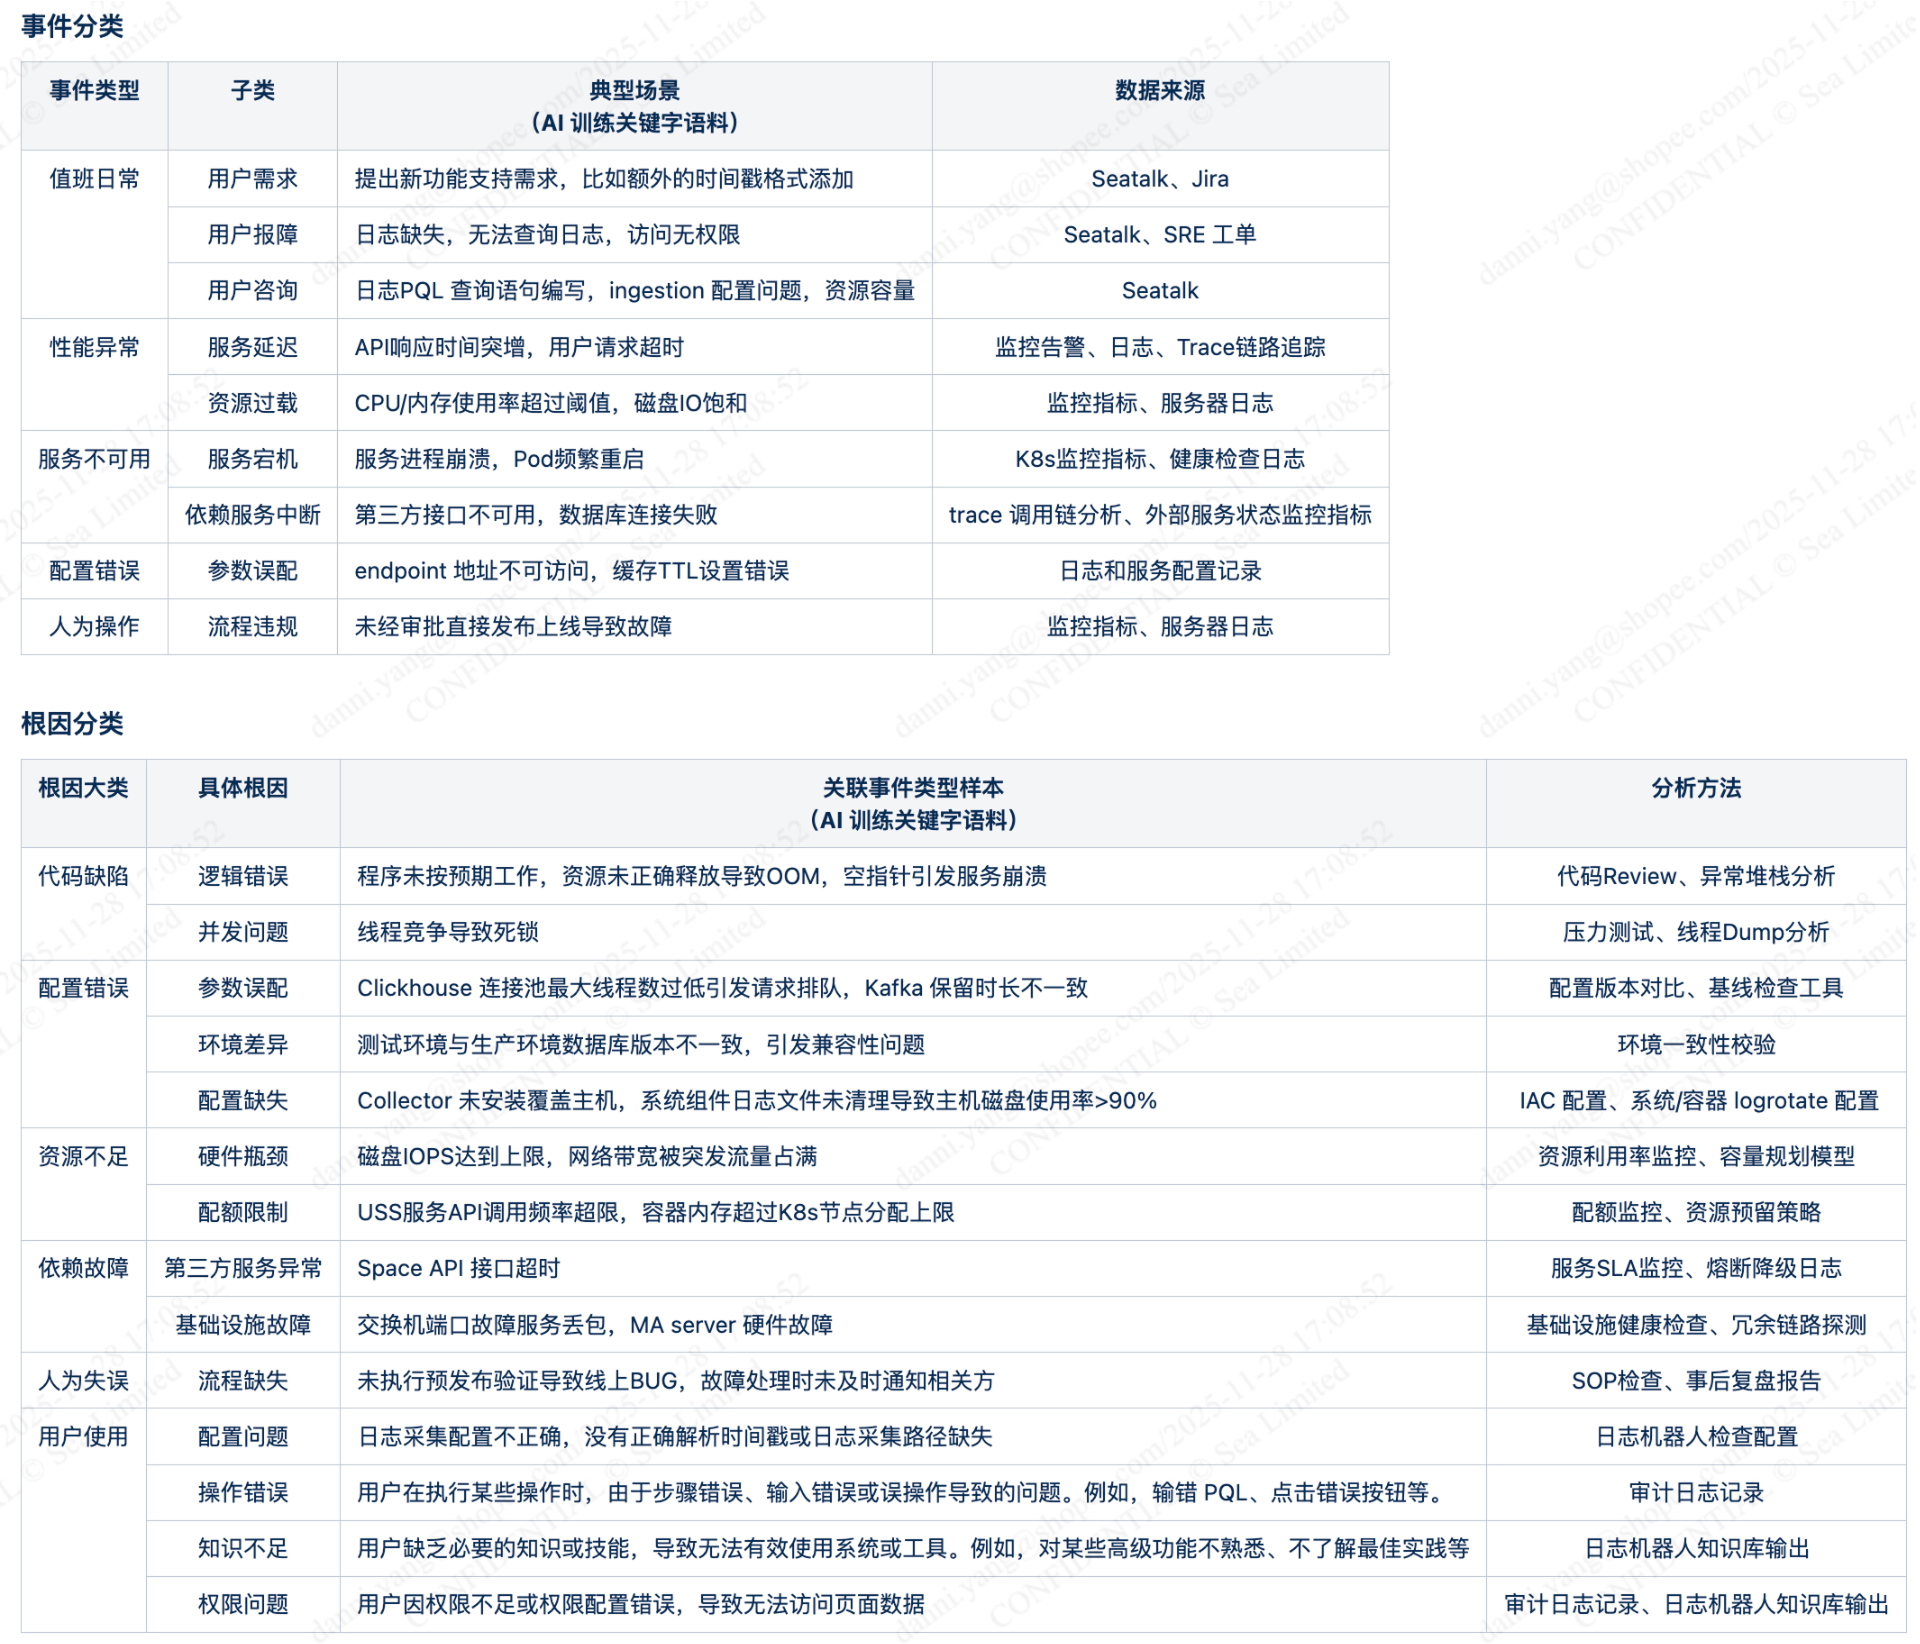 事件分类
事件类型 子类 典型场景 数据来源
（AI 训练关键字语料）
值班日常 用户需求 提出新功能支持需求，比如额外的时间戳格式添加 Seatalk、Jira
用户报障 日志缺失，无法查询日志，访问无权限 Seatalk、SRE 工单
用户咨询 日志PQL 查询语句编写，ingestion 配置问题，资源容量 Seatalk
性能异常 服务延迟 API响应时间突增，用户请求超时 监控告警、日志、Trace链路追踪
资源过载 CPU/内存使用率超过阈值，磁盘IO饱和 监控指标、服务器日志
服务不可用 服务宕机 服务进程崩溃，Pod频繁重启 K8s监控指标、健康检查日志
依赖服务中断 第三方接口不可用，数据库连接失败 trace 调用链分析、外部服务状态监控指标
配置错误 参数误配 endpoint 地址不可访问，缓存TTL设置错误 日志和服务配置记录
人为操作 流程违规 未经审批直接发布上线导致故障 监控指标、服务器日志
根因分类
根因大类 具体根因 关联事件类型样本 分析方法
（AI 训练关键字语料）
代码缺陷 逻辑错误 程序未按预期工作，资源未正确释放导致OOM，空指针引发服务崩溃 代码Review、异常堆栈分析
并发问题 线程竞争导致死锁 压力测试、线程Dump分析
配置错误 参数误配 Clickhouse 连接池最大线程数过低引发请求排队，Kafka 保留时长不一致 配置版本对比、基线检查工具
环境差异 测试环境与生产环境数据库版本不一致，引发兼容性问题 环境一致性校验
配置缺失 Collector 未安装覆盖主机，系统组件日志文件未清理导致主机磁盘使用率>90% IAC 配置、系统/容器 logrotate 配置
资源不足 硬件瓶颈 磁盘IOPS达到上限，网络带宽被突发流量占满 资源利用率监控、容量规划模型
配额限制 USS服务API调用频率超限，容器内存超过K8s节点分配上限 配额监控、资源预留策略
依赖故障 第三方服务异常 Space API 接口超时 服务SLA监控、熔断降级日志
基础设施故障 交换机端口故障服务丢包，MA server 硬件故障 基础设施健康检查、冗余链路探测
人为失误 流程缺失 未执行预发布验证导致线上BUG，故障处理时未及时通知相关方 SOP检查、事后复盘报告
用户使用 配置问题 日志采集配置不正确，没有正确解析时间戳或日志采集路径缺失 日志机器人检查配置
操作错误 用户在执行某些操作时，由于步骤错误、输入错误或误操作导致的问题。例如，输错 PQL、点击错误按钮等。 审计日志记录
知识不足 用户缺乏必要的知识或技能，导致无法有效使用系统或工具。例如，对某些高级功能不熟悉、不了解最佳实践等 日志机器人知识库输出
权限问题 用户因权限不足或权限配置错误，导致无法访问页面数据 审计日志记录、日志机器人知识库输出
danni.yang@shopee.com/2025-11-28 17:08:52
CONFIDENTIAL © Sea Limited